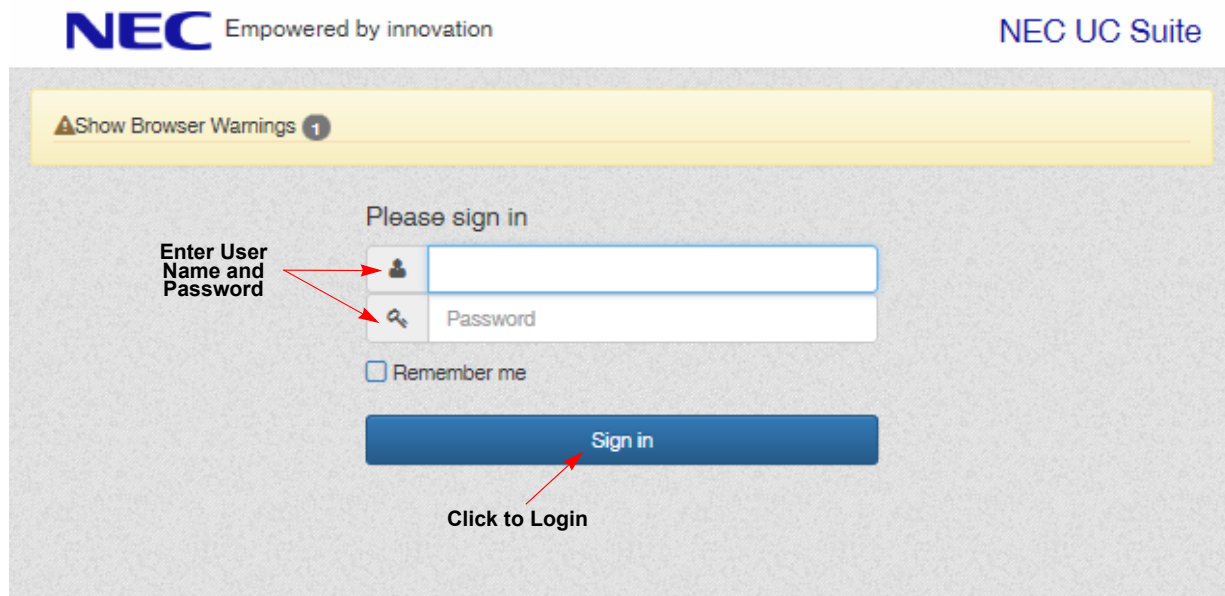 NEC Empowered by innovation
NEC UC Suite
Show Browser Warnings 1
Please sign in
Enter User
Name and
Password
Password
Remember me
Sign in
Click to Login